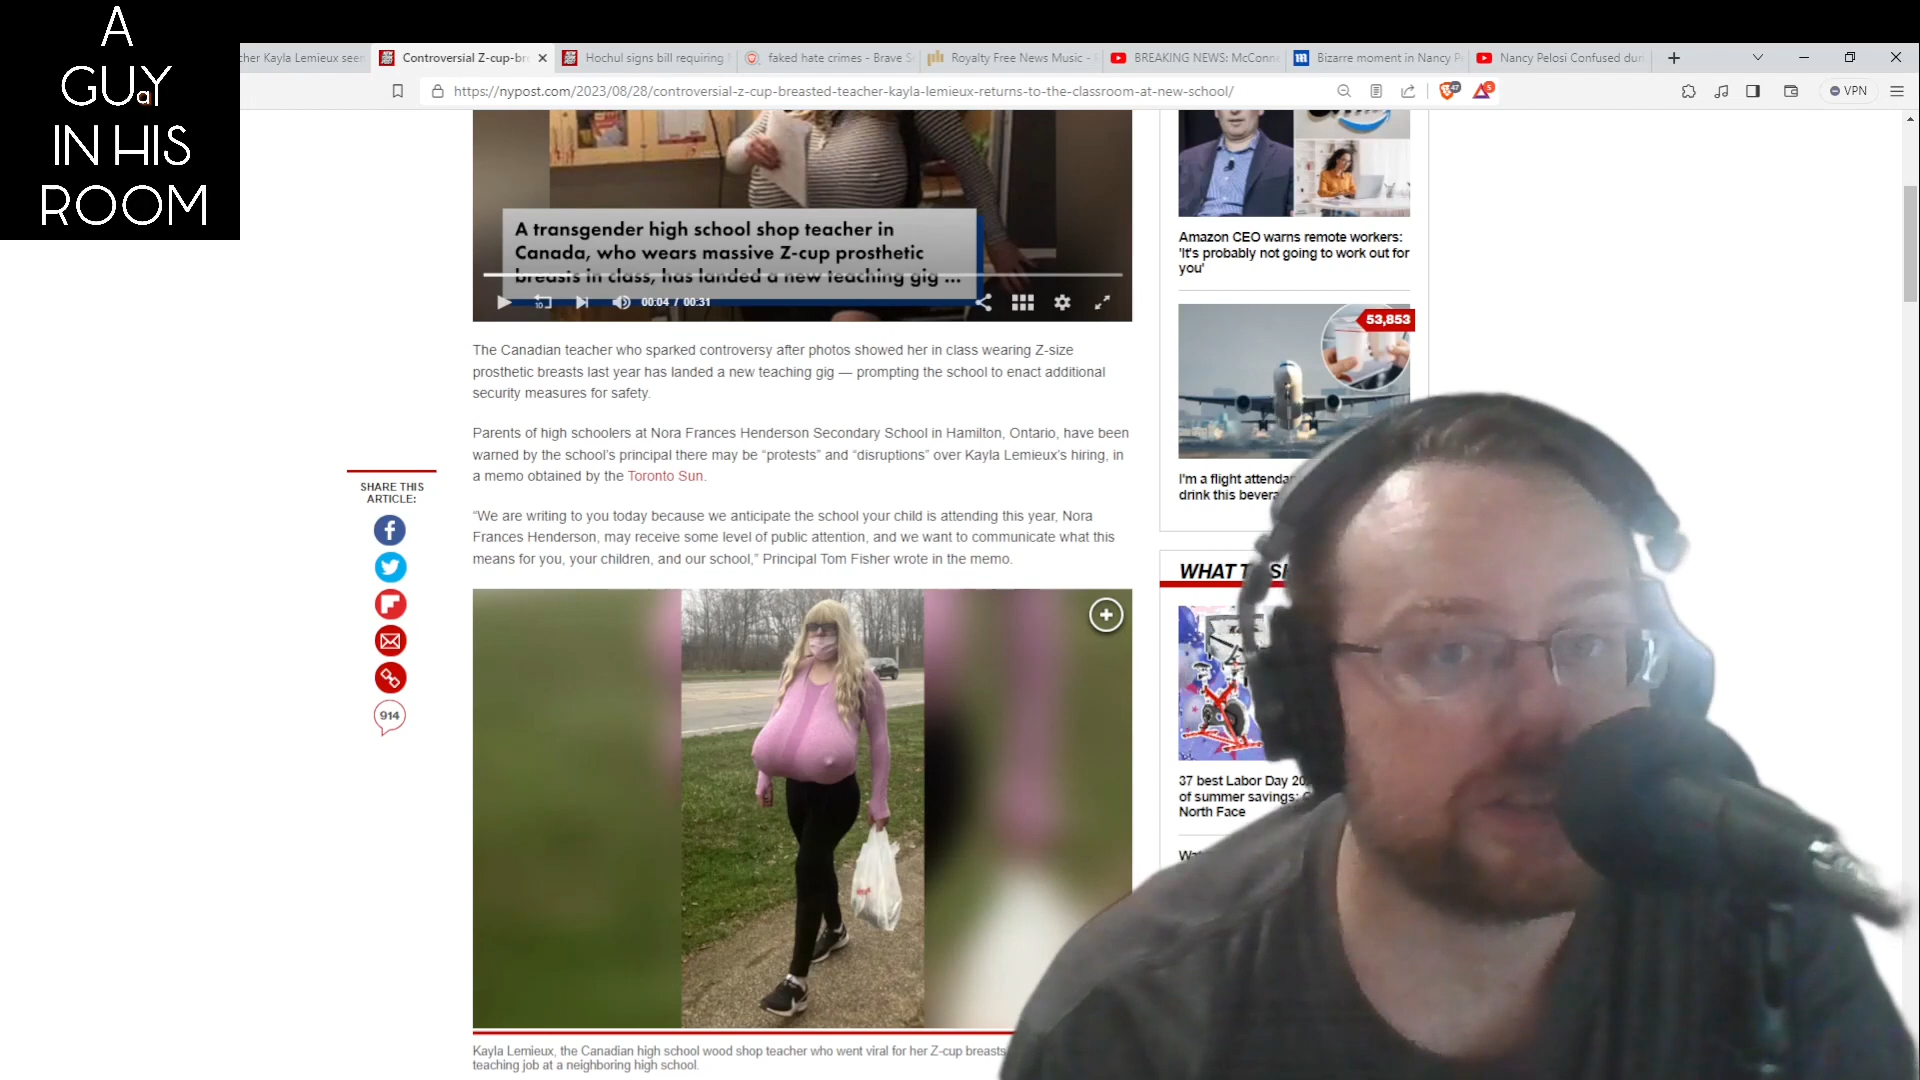 A
GUaY
IN HIS
ROOM
cher Kayla Lemieux seen
Controversial Z-cup-br
Hochul signs bill requiring
faked hate crimes - Brave S
Royalty Free News Music -
BREAKING NEWS: McConn
Bizarre moment in Nancy P
Nancy Pelosi Confused dur
https://nypost.com/2023/08/28/controversial-z-cup-breasted-teacher-kayla-lemieux-returns-to-the-classroom-at-new-school/
47
5
VPN
A transgender high school shop teacher in
Canada, who wears massive Z-cup prosthetic
breasts in class, has landed a new teaching gig ...
10
00:04 / 00:31
Amazon CEO warns remote workers:
'It's probably not going to work out for
you'
53,853
I'm a flight attenda
drink this bevera
The Canadian teacher who sparked controversy after photos showed her in class wearing Z-size
prosthetic breasts last year has landed a new teaching gig — prompting the school to enact additional
security measures for safety.
Parents of high schoolers at Nora Frances Henderson Secondary School in Hamilton, Ontario, have been
warned by the school's principal there may be “protests” and “disruptions” over Kayla Lemieux's hiring, in
a memo obtained by the Toronto Sun.
“We are writing to you today because we anticipate the school your child is attending this year, Nora
Frances Henderson, may receive some level of public attention, and we want to communicate what this
means for you, your children, and our school,” Principal Tom Fisher wrote in the memo.
SHARE THIS
ARTICLE:
914
WHAT T
37 best Labor Day 20
of summer savings:
North Face
Kayla Lemieux, the Canadian high school wood shop teacher who went viral for her Z-cup breasts
teaching job at a neighboring high school.